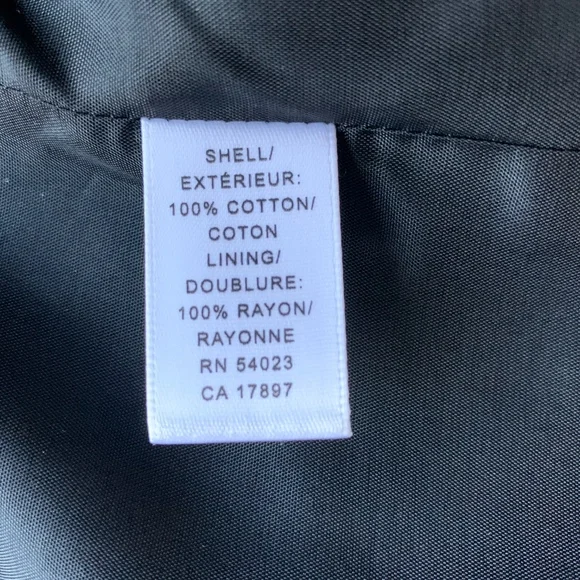 SHELL/
EXTÉRIEUR:
100% COTTON/
COTON
LINING/
DOUBLURE:
100% RAYON/
RAYONNE
RN 54023
CA 17897